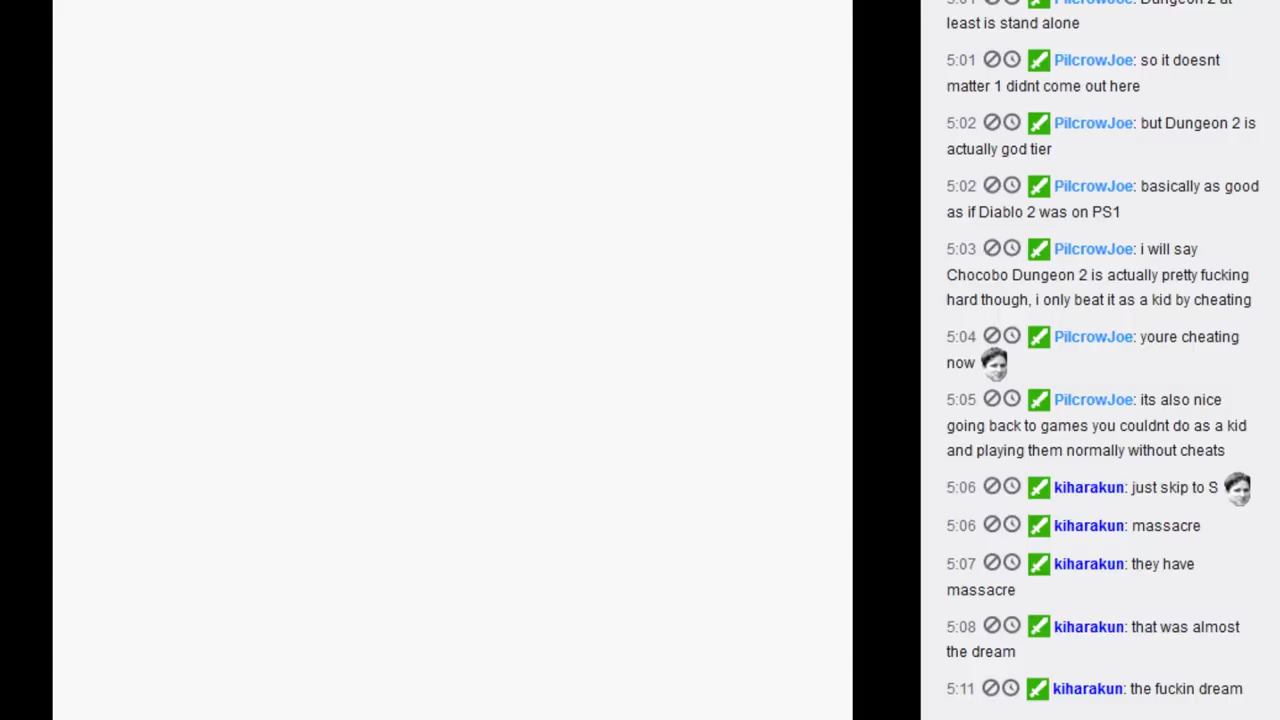 5:01 PilcrowJoe: Dungeon 2 at
least is stand alone
5:01 PilcrowJoe: so it doesnt
matter 1 didnt come out here
5:02 PilcrowJoe: but Dungeon 2 is
actually god tier
5:02 PilcrowJoe: basically as good
as if Diablo 2 was on PS1
5:03 PilcrowJoe: i will say
Chocobo Dungeon 2 is actually pretty fucking
hard though, i only beat it as a kid by cheating
5:04 PilcrowJoe: youre cheating
now
5:05 PilcrowJoe: its also nice
going back to games you couldnt do as a kid
and playing them normally without cheats
5:06 kiharakun: just skip to S
5:06 kiharakun: massacre
5:07 kiharakun: they have
massacre
5:08 kiharakun: that was almost
the dream
5:11 kiharakun: the fuckin dream